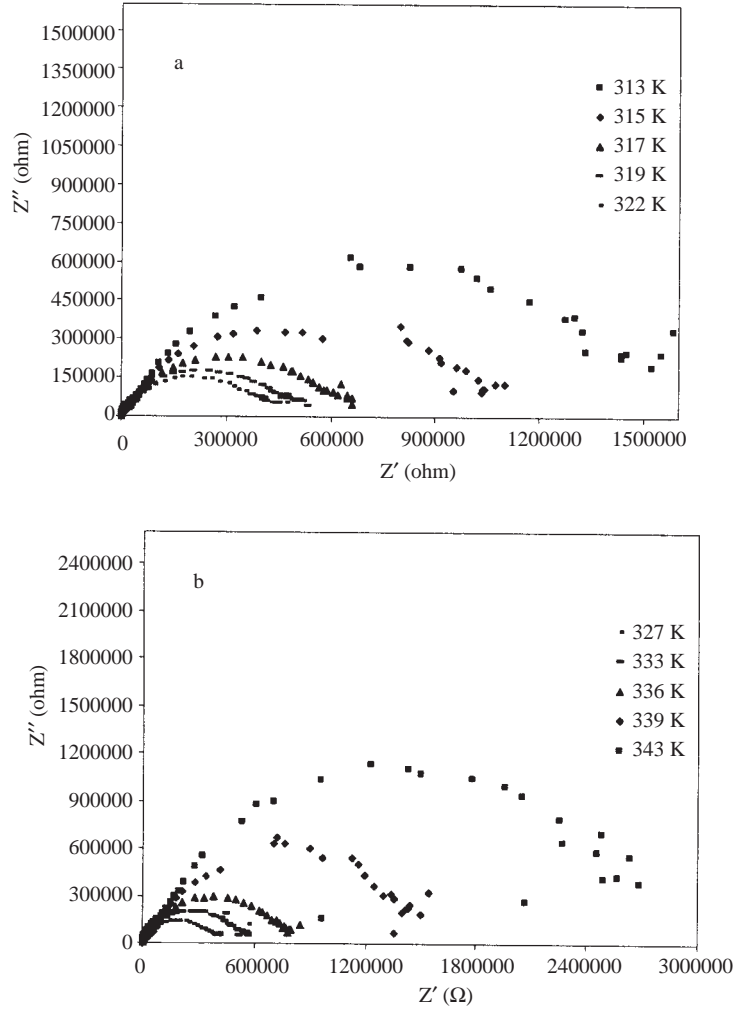 1500000
1350000
1200000
1050000
900000
750000
600000
450000
300000
150000
0
Z″ (ohm)
a
313 K
315 K
317 K
319 K
322 K
0
300000
600000
900000
1200000
1500000
Z′ (ohm)
2400000
2100000
1800000
1500000
1200000
900000
600000
300000
0
Z″ (ohm)
b
327 K
333 K
336 K
339 K
343 K
0
600000
1200000
1800000
2400000
3000000
Z′ (Ω)